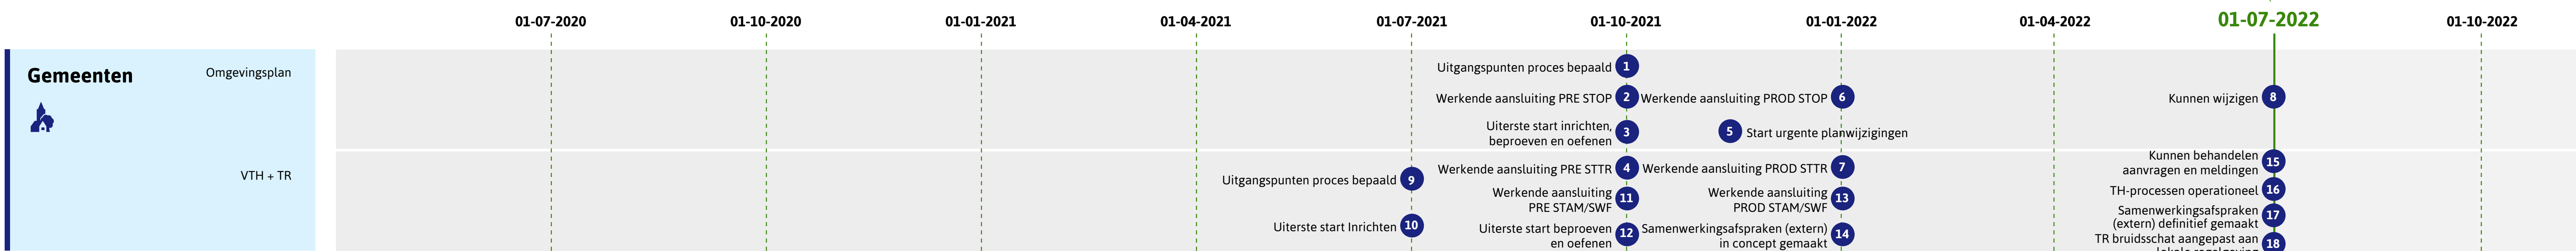 01-07-2020 01-10-2020 01-01-2021 01-04-2021 01-07-2021 01-10-2021 01-01-2022 01-04-2022 01-07-2022 01-10-2022
Gemeenten
Omgevingsplan
Uitgangspunten proces bepaald 1
Werkende aansluiting PRE STOP 2
Werkende aansluiting PROD STOP 6
Kunnen wijzigen 8
Uiterste start inrichten,
beproeven en oefenen 3
5 Start urgente planwijzigingen
VTH + TR
Uitgangspunten proces bepaald 9
Uiterste start Inrichten 10
Werkende aansluiting PRE STTR 4
Werkende aansluiting
PRE STAM/SWF 11
Uiterste start beproeven
en oefenen 12
Werkende aansluiting PROD STTR 7
Werkende aansluiting
PROD STAM/SWF 13
Samenwerkingsafspraken (extern)
in concept gemaakt 14
Kunnen behandelen
aanvragen en meldingen 15
TH-processen operationeel 16
Samenwerkingsafspraken
(extern) definitief gemaakt 17
TR bruidsschat aangepast aan 18